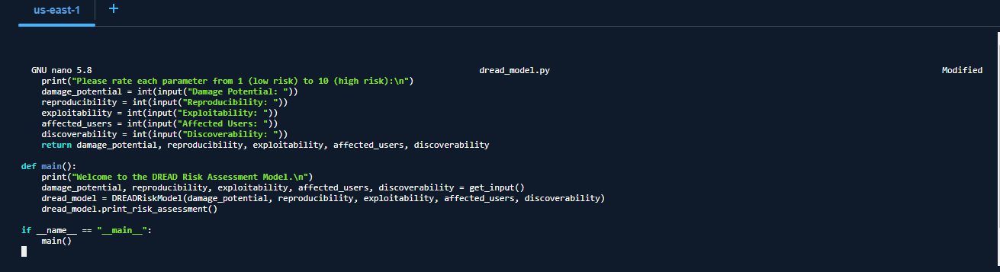 us-east-1 +
GNU nano 5.8 dread_model.py Modified
    print("Please rate each parameter from 1 (low risk) to 10 (high risk):\n")
    damage_potential = int(input("Damage Potential: "))
    reproducibility = int(input("Reproducibility: "))
    exploitability = int(input("Exploitability: "))
    affected_users = int(input("Affected Users: "))
    discoverability = int(input("Discoverability: "))
    return damage_potential, reproducibility, exploitability, affected_users, discoverability
def main():
    print("Welcome to the DREAD Risk Assessment Model.\n")
    damage_potential, reproducibility, exploitability, affected_users, discoverability = get_input()
    dread_model = DREADRiskModel(damage_potential, reproducibility, exploitability, affected_users, discoverability)
    dread_model.print_risk_assessment()
if __name__ == "__main__":
    main()